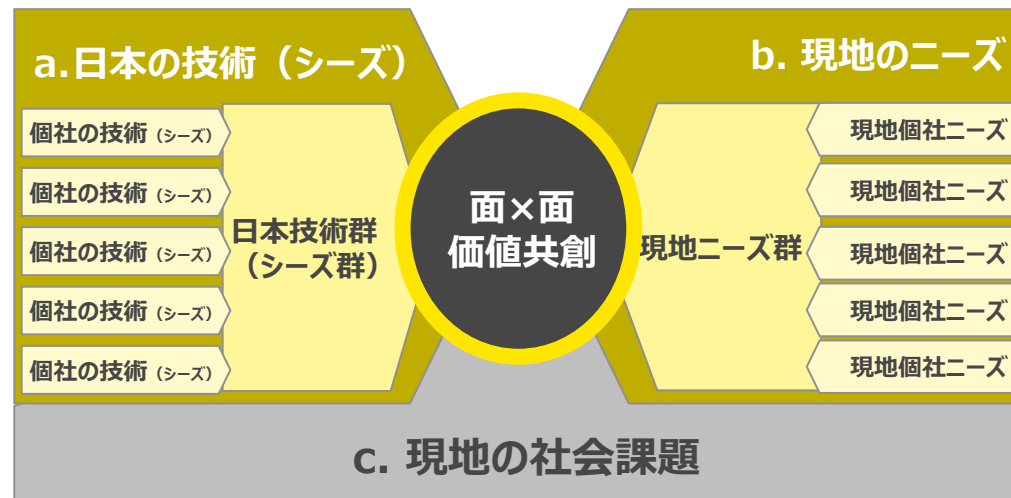 a.日本の技術（シーズ）
個社の技術（シーズ）
個社の技術（シーズ）
個社の技術（シーズ）
個社の技術（シーズ）
個社の技術（シーズ）
日本技術群
（シーズ群）
面×面
価値共創
b. 現地のニーズ
現地ニーズ群
現地個社ニーズ
現地個社ニーズ
現地個社ニーズ
現地個社ニーズ
現地個社ニーズ
c. 現地の社会課題